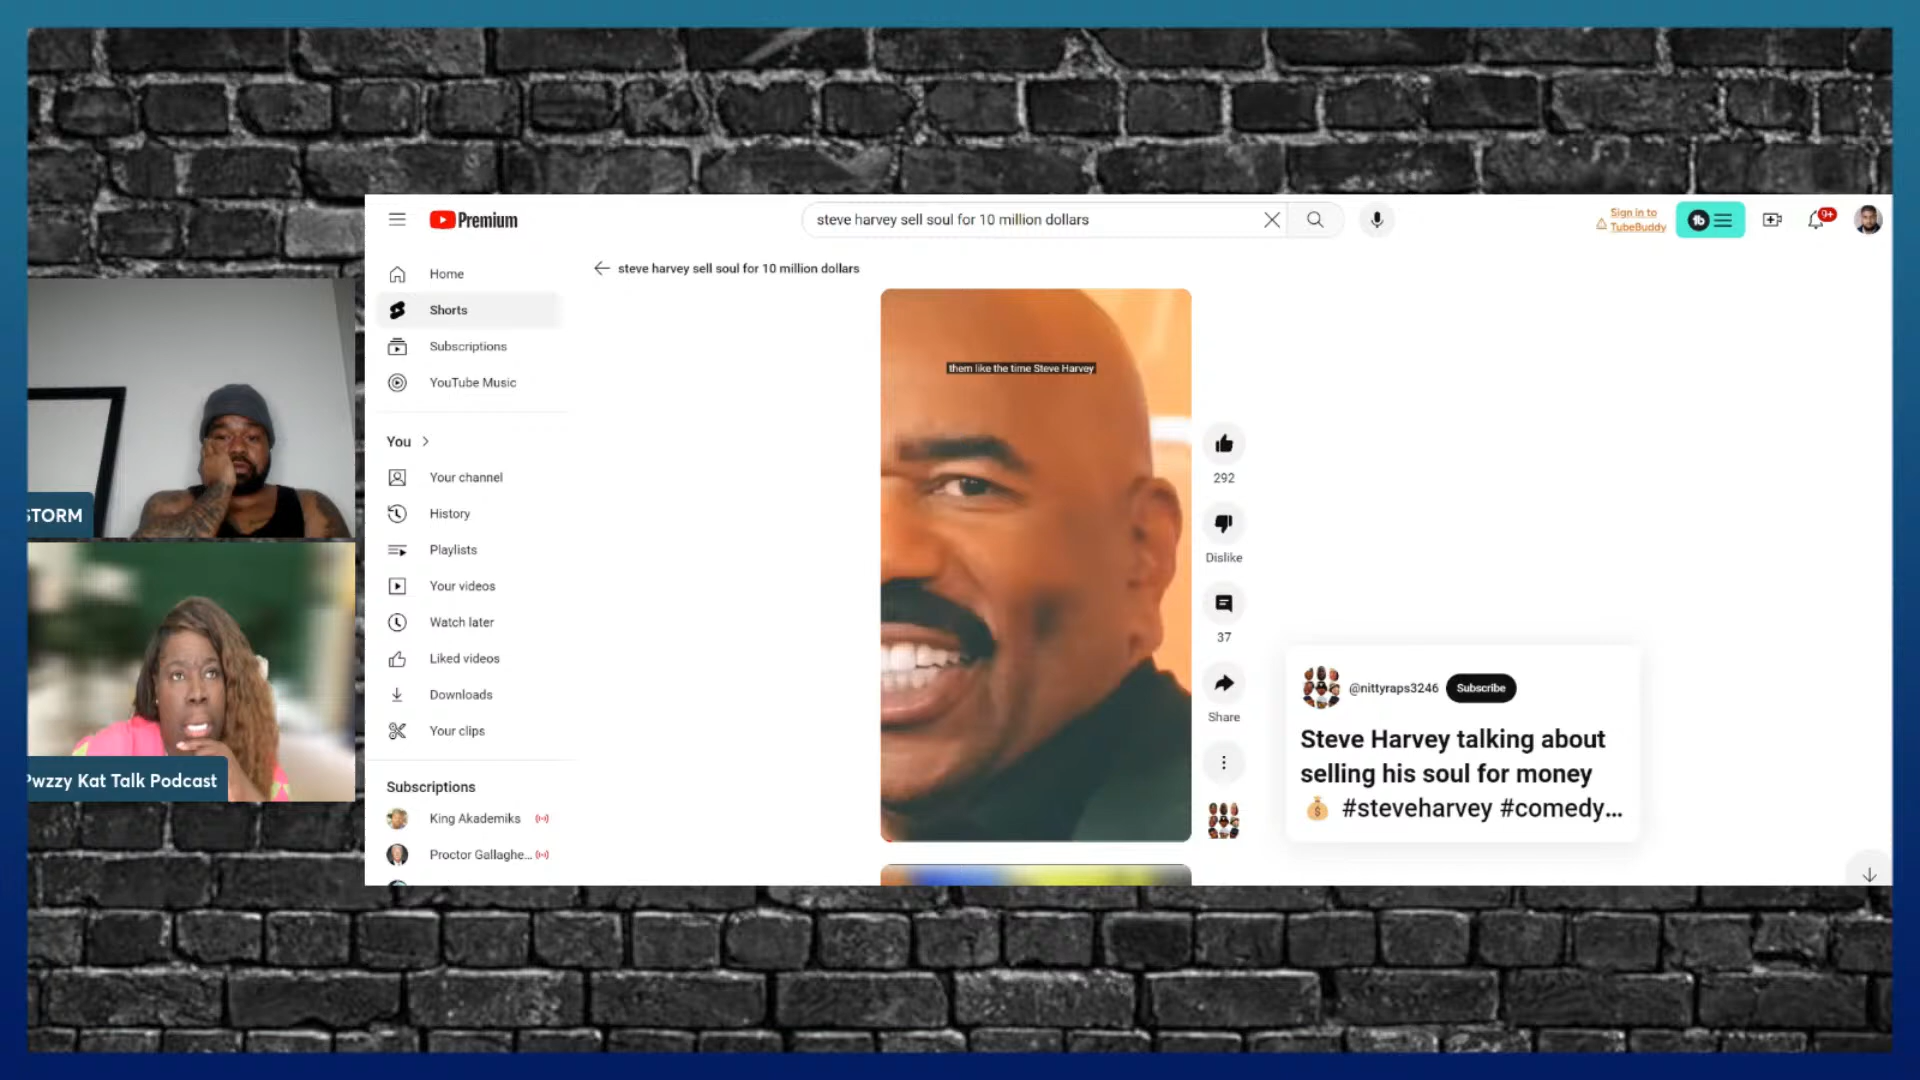 Premium
steve harvey sell soul for 10 million dollars
Sign in to
TubeBuddy
tb
9+
Home
steve harvey sell soul for 10 million dollars
Shorts
Subscriptions
YouTube Music
them like the time Steve Harvey
You
Your channel
292
History
STORM
Playlists
Dislike
Your videos
Watch later
37
Liked videos
Downloads
@nittyraps3246
Subscribe
Share
Your clips
Steve Harvey talking about
selling his soul for money
💰 #steveharvey #comedy...
Pwzzy Kat Talk Podcast
Subscriptions
King Akademiks
Proctor Gallaghe...